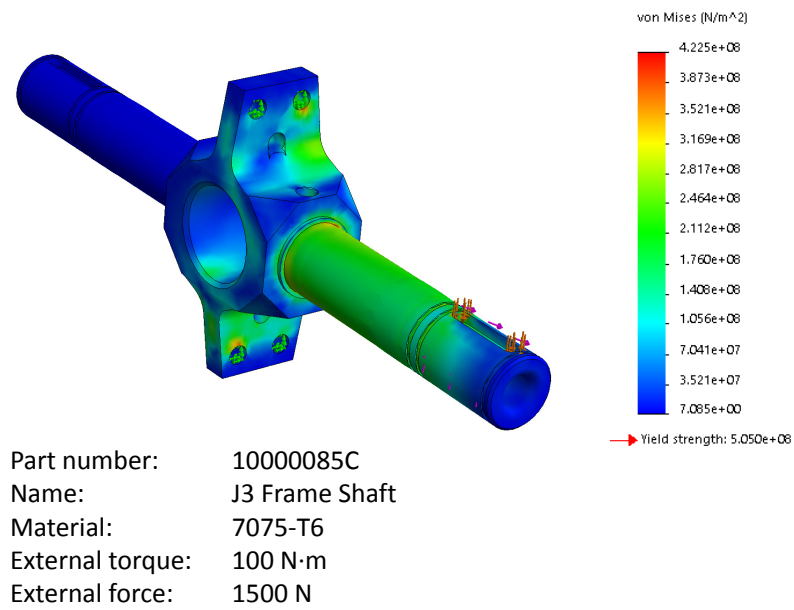 von Mises (N/m^2)
4.225e+08
3.873e+08
3.521e+08
3.169e+08
2.817e+08
2.464e+08
2.112e+08
1.760e+08
1.408e+08
1.056e+08
7.041e+07
3.521e+07
7.085e+00
Yield strength: 5.050e+08
Part number: 10000085C
Name: J3 Frame Shaft
Material: 7075-T6
External torque: 100 N·m
External force: 1500 N